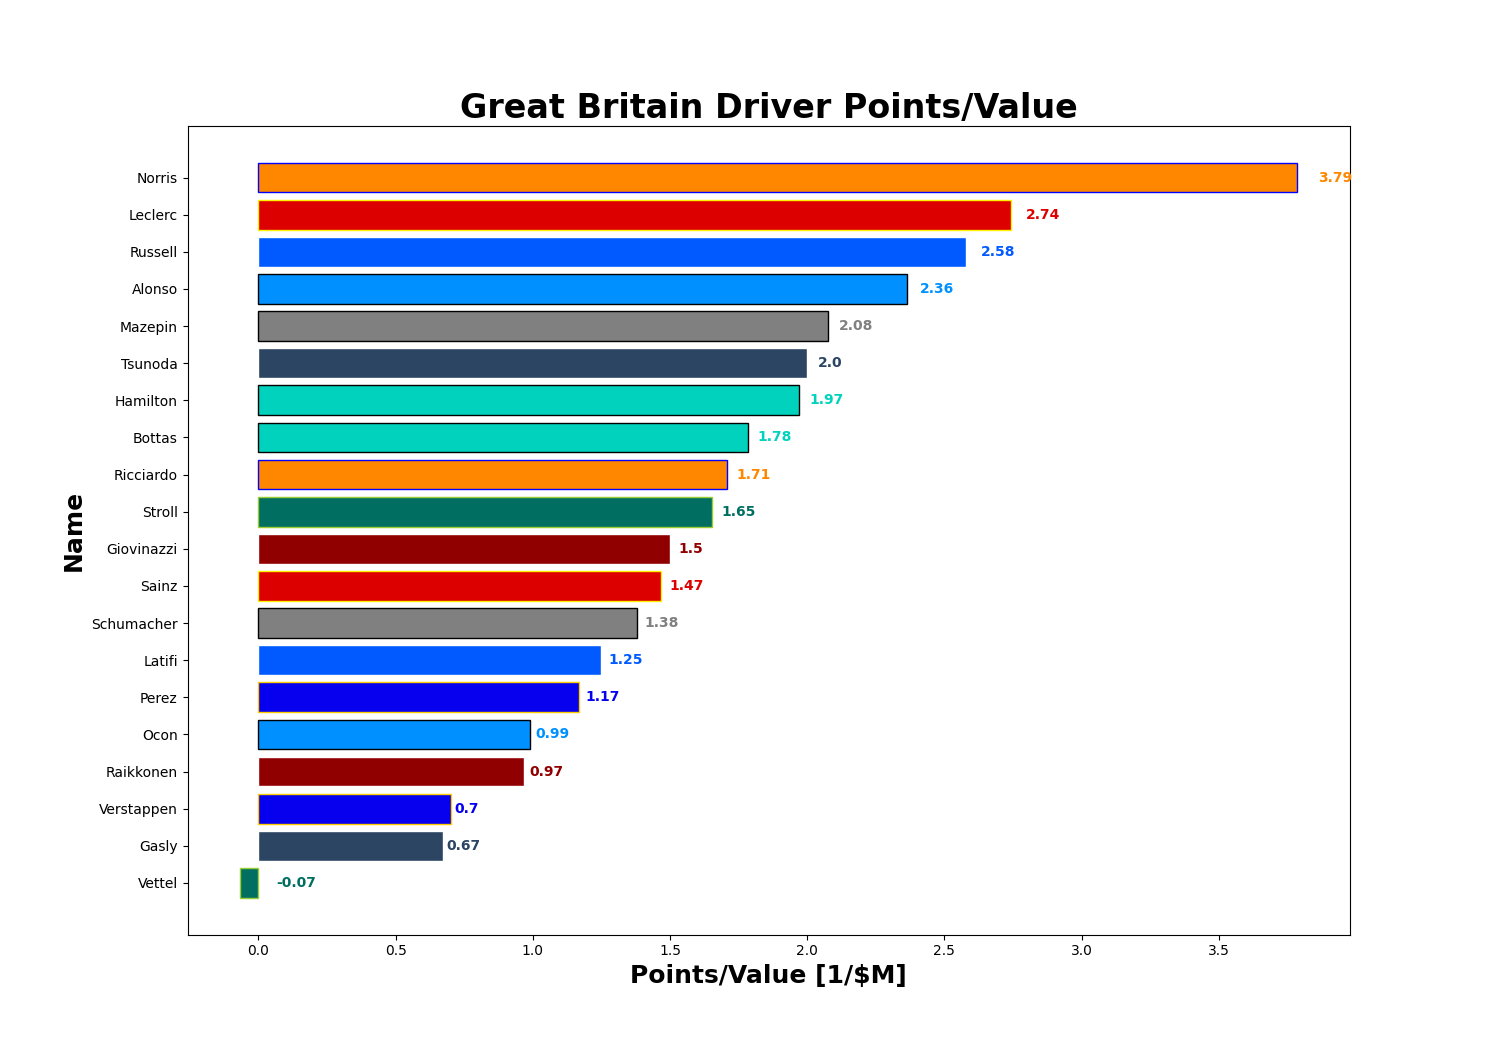 Great Britain Driver Points/Value
Norris 3.79
Leclerc 2.74
Russell 2.58
Alonso 2.36
Mazepin 2.08
Tsunoda 2.0
Hamilton 1.97
Bottas 1.78
Ricciardo 1.71
Stroll 1.65
Giovinazzi 1.5
Sainz 1.47
Schumacher 1.38
Latifi 1.25
Perez 1.17
Ocon 0.99
Raikkonen 0.97
Verstappen 0.7
Gasly 0.67
Vettel -0.07
Name
0.0 0.5 1.0 1.5 2.0 2.5 3.0 3.5
Points/Value [1/$M]